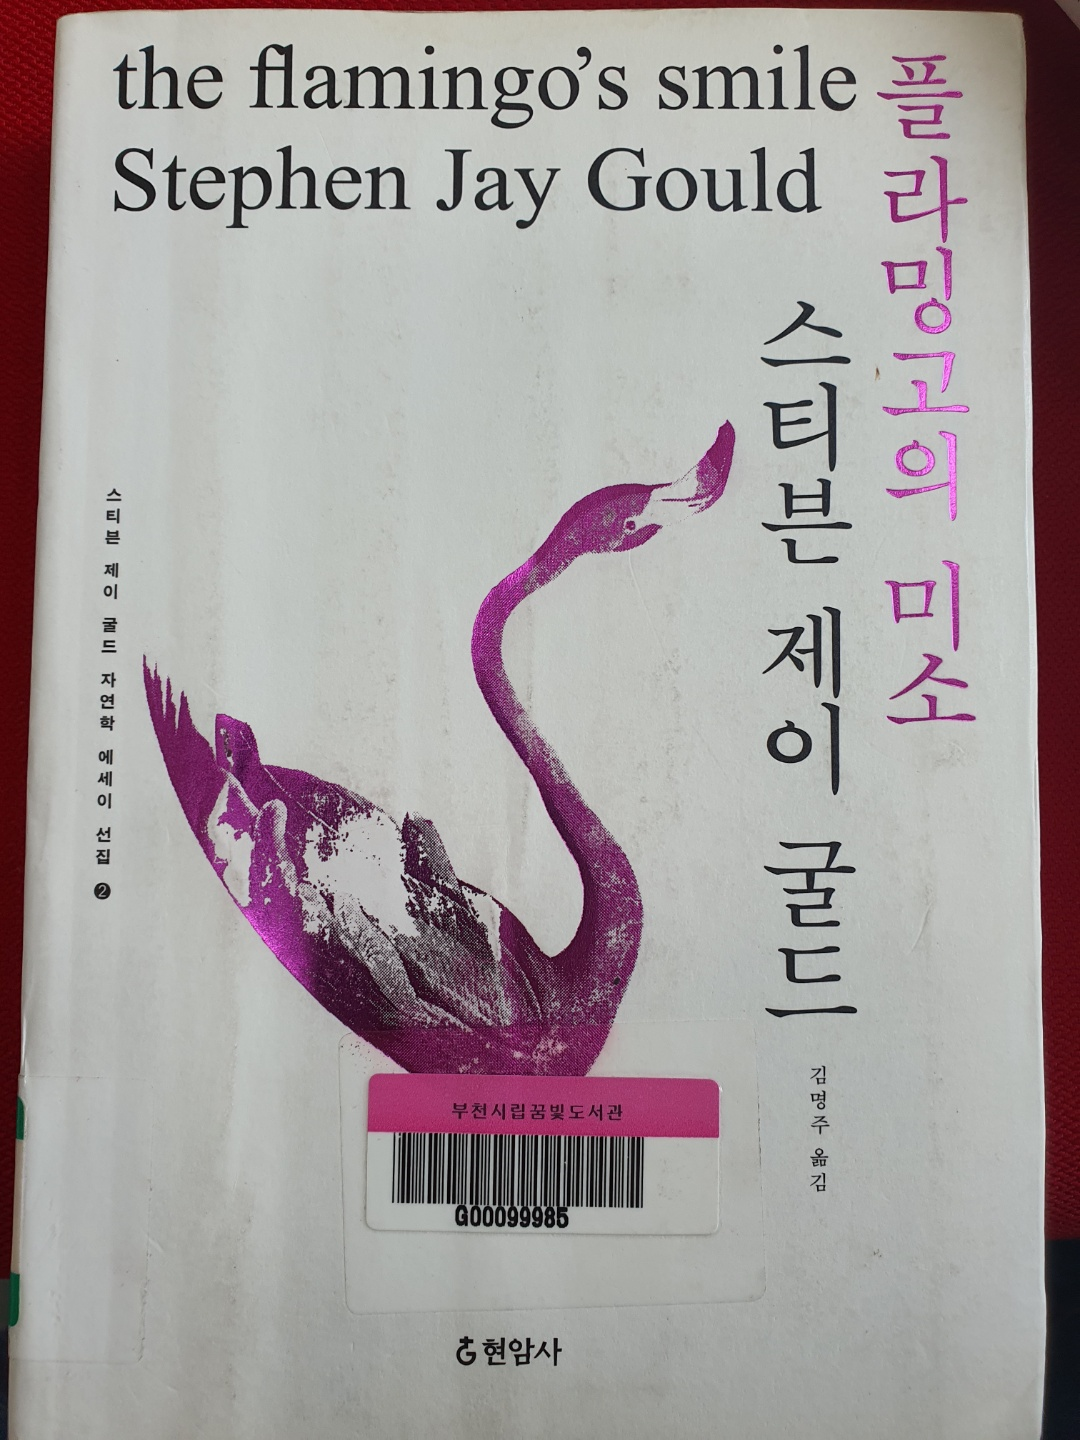 the flamingo's smile
Stephen Jay Gould
플라밍고의 미소
스티븐 제이 굴드
스티븐 제이 굴드 자연학 에세이 선집 ❷
김명주 옮김
부천시립꿈빛도서관
G00099985
현암사